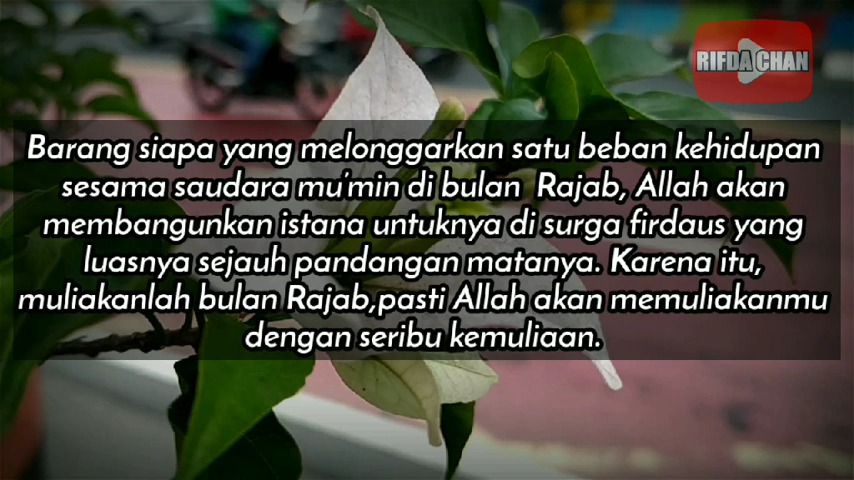 RIFDA CHAN
Barang siapa yang melonggarkan satu beban kehidupan
sesama saudara mu'min di bulan Rajab, Allah akan
membangunkan istana untuknya di surga firdaus yang
luasnya sejauh pandangan matanya. Karena itu,
muliakanlah bulan Rajab,pasti Allah akan memuliakanmu
dengan seribu kemuliaan.